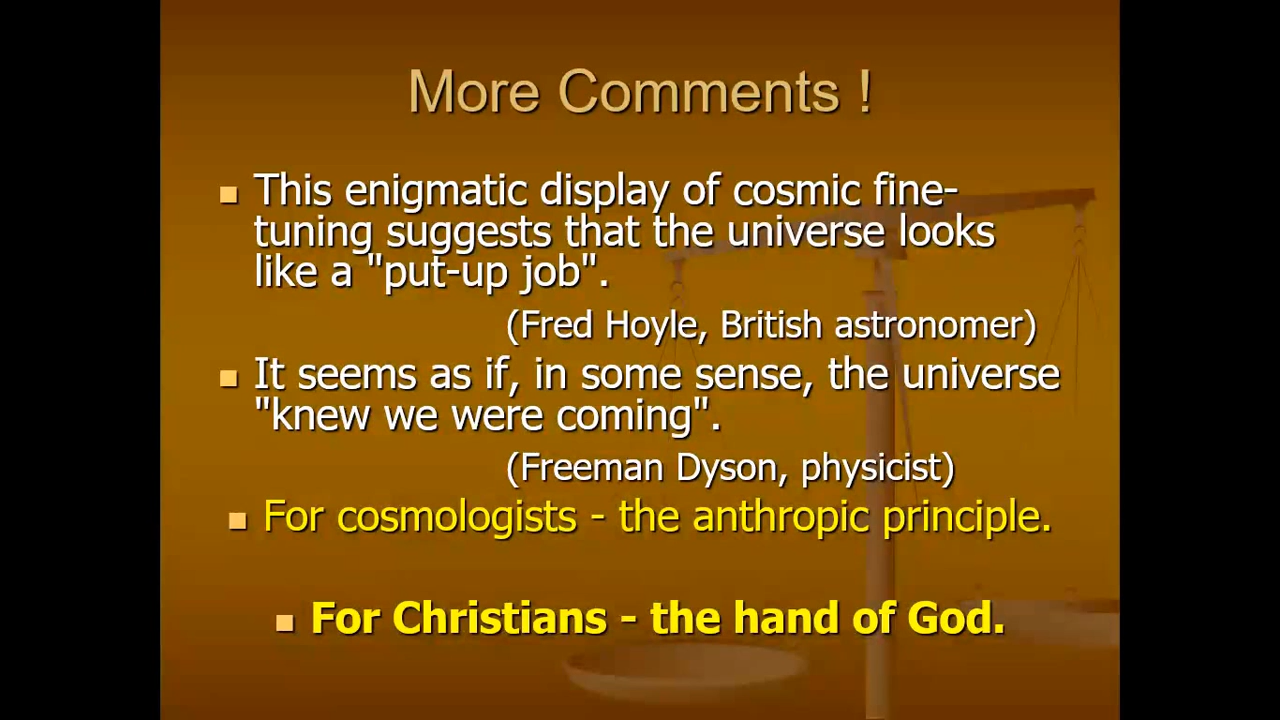 More Comments !
This enigmatic display of cosmic fine-
tuning suggests that the universe looks
like a "put-up job".
(Fred Hoyle, British astronomer)
It seems as if, in some sense, the universe
"knew we were coming".
(Freeman Dyson, physicist)
For cosmologists - the anthropic principle.
For Christians - the hand of God.